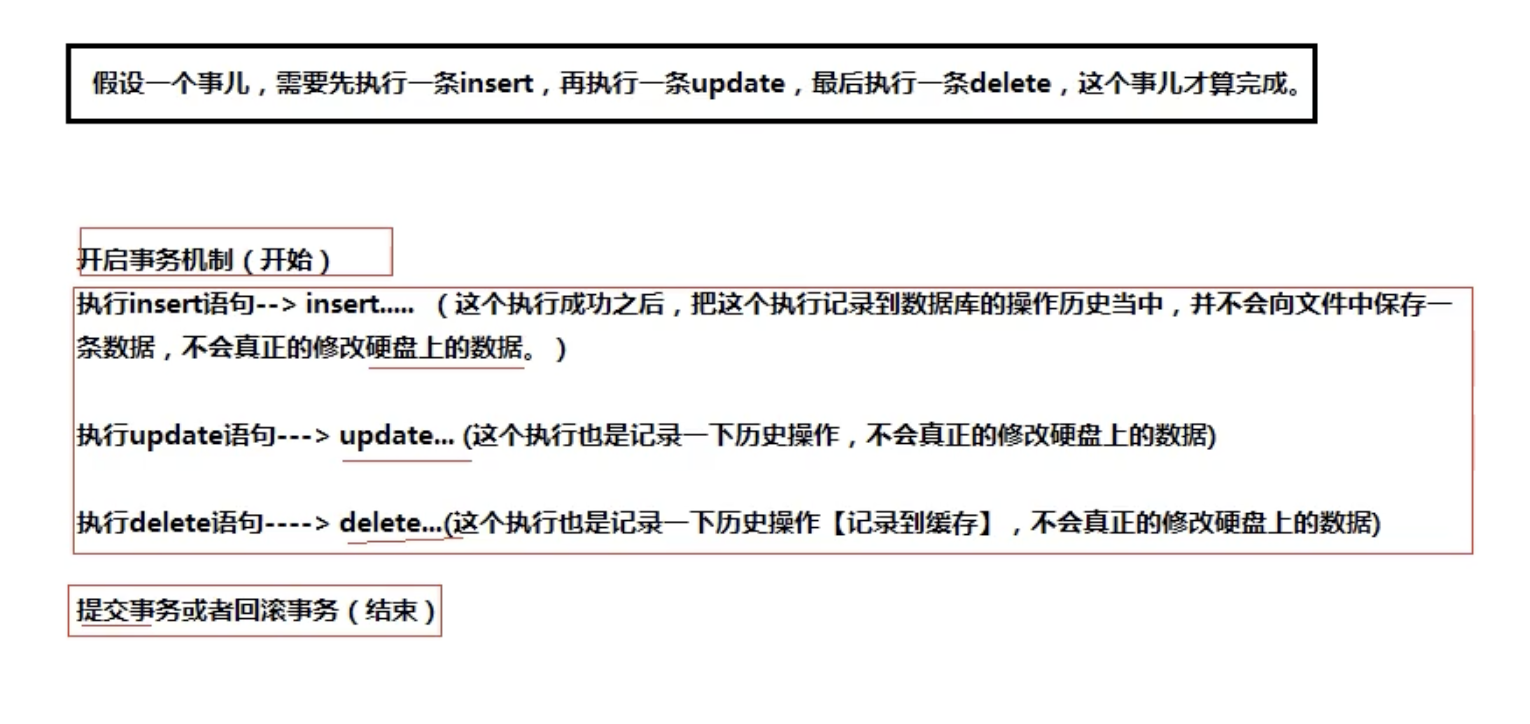 假设一个事儿，需要先执行一条insert，再执行一条update，最后执行一条delete，这个事儿才算完成。
开启事务机制（开始）
执行insert语句--> insert..... （这个执行成功之后，把这个执行记录到数据库的操作历史当中，并不会向文件中保存一
条数据，不会真正的修改硬盘上的数据。）
执行update语句---> update... (这个执行也是记录一下历史操作，不会真正的修改硬盘上的数据)
执行delete语句----> delete...(这个执行也是记录一下历史操作【记录到缓存】，不会真正的修改硬盘上的数据)
提交事务或者回滚事务（结束）